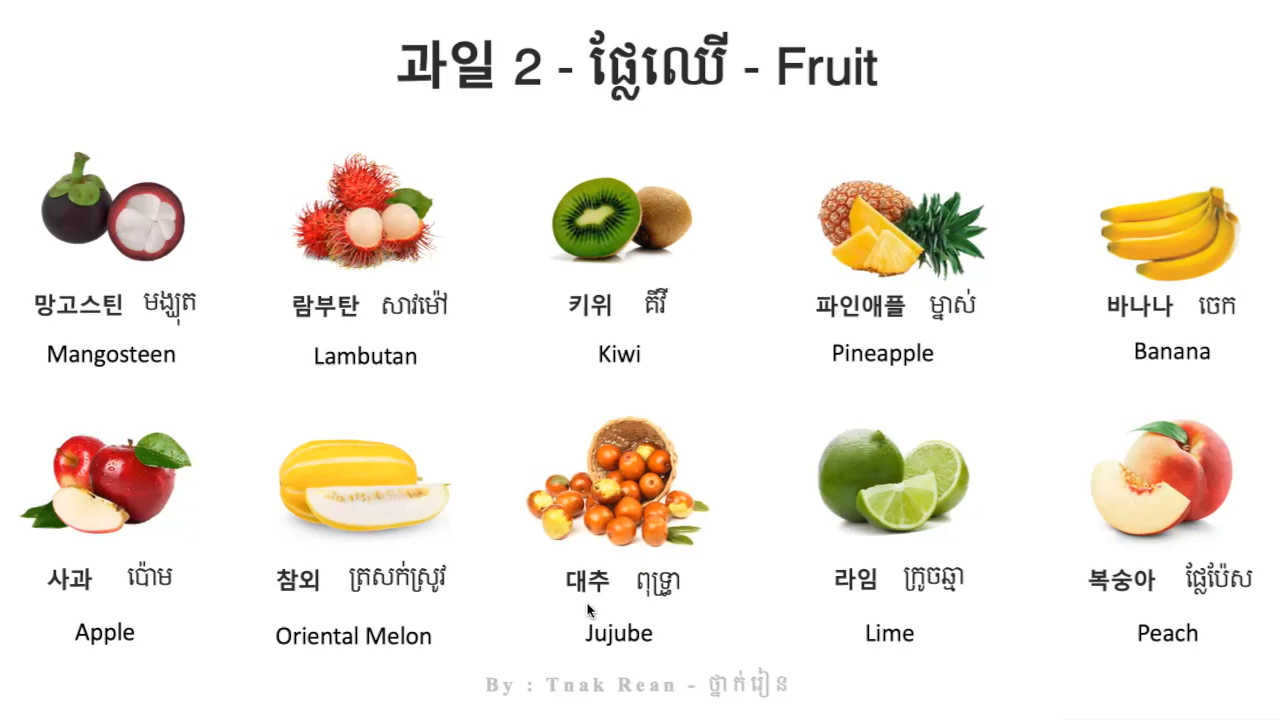 과일 2 - ផ្លែឈើ - Fruit
망고스틴 មង្ឃុត
Mangosteen
람부탄 សាវម៉ៅ
Lambutan
키위 គីវី
Kiwi
파인애플 ម្នាស់
Pineapple
바나나 ចេក
Banana
사과 ប៉ោម
Apple
참외 ត្រសក់ស្រូវ
Oriental Melon
대추 ពុទ្រា
Jujube
라임 ក្រូចឆ្មា
Lime
복숭아 ផ្លែប៉ែស
Peach
By : Tnak Rean - ថ្នាក់រៀន